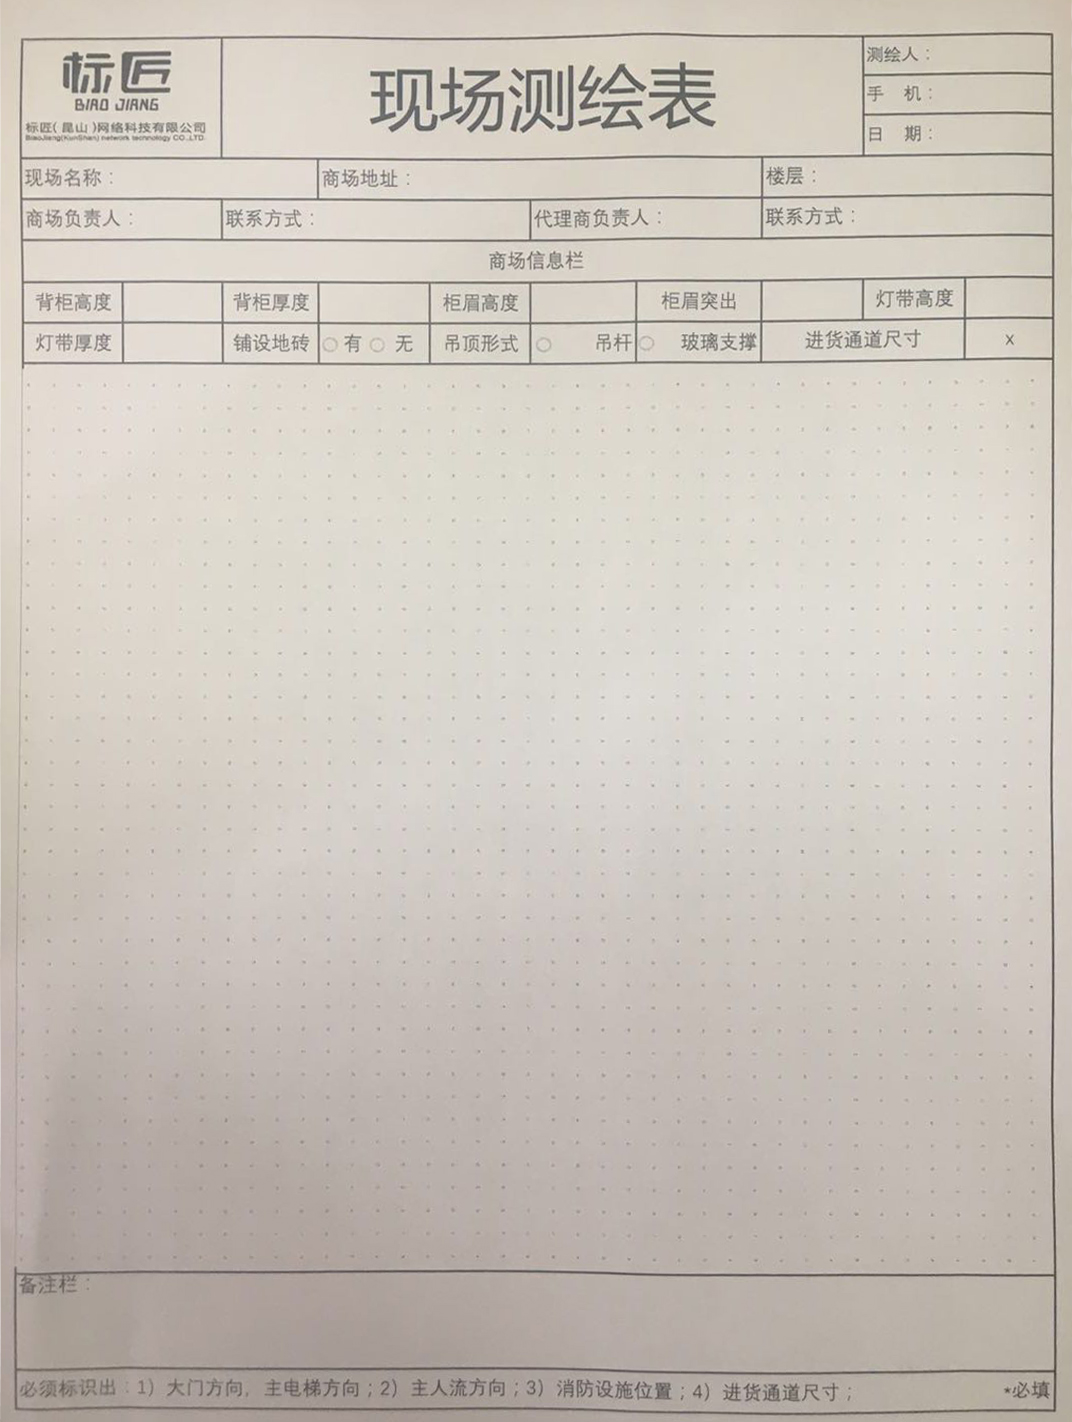 标匠
BIAO JIANG
标匠(昆山)网络科技有限公司
BiaoJiang(KunShan) network technology CO.,LTD.
现场测绘表
测绘人：
手 机：
日 期：
现场名称： 商场地址： 楼层：
商场负责人： 联系方式： 代理商负责人： 联系方式：
商场信息栏
背柜高度 背柜厚度 柜眉高度 柜眉突出 灯带高度
灯带厚度 铺设地砖 ○ 有 ○ 无 吊顶形式 ○ 吊杆 ○ 玻璃支撑 进货通道尺寸 x
备注栏：
必须标识出：1）大门方向，主电梯方向；2）主人流方向；3）消防设施位置；4）进货通道尺寸； *必填